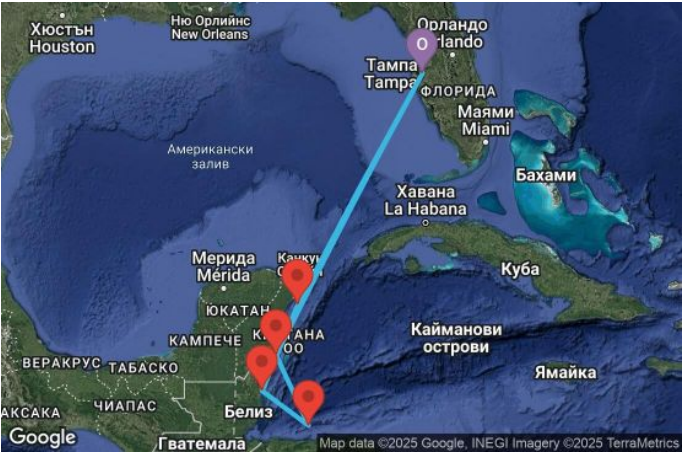 Хюстън
Houston
Ню Орлийнс
New Orleans
Орландо
Тампа
Tampa
ФЛОРИДА
Маями
Miami
Американски
залив
Бахами
Хавана
La Habana
Мерида
Mérida
Куба
ЮКАТАН
КАМПЕЧЕ
Кайманови
острови
ВЕРАКРУС
ТАБАСКО
Ямайка
ЧИАПАС
Белиз
Гватемала
Google
Map data ©2025 Google, INEGI Imagery ©2025 TerraMetrics